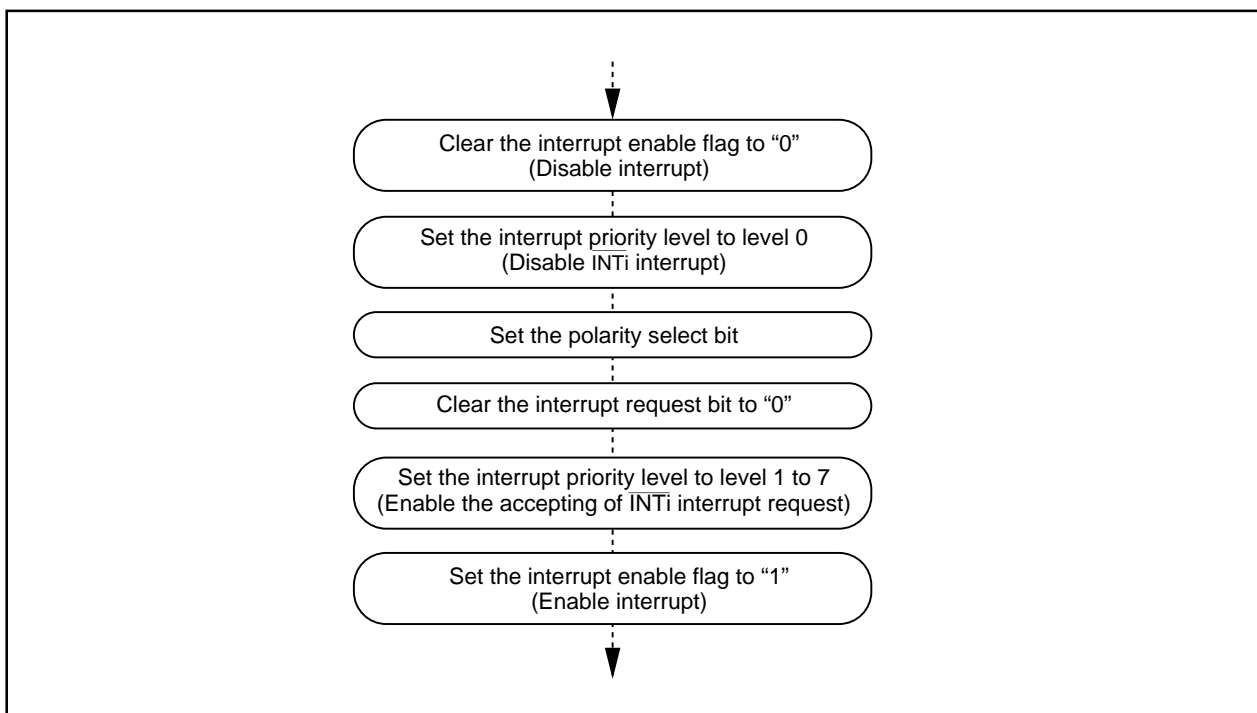 Clear the interrupt enable flag to “0”
(Disable interrupt)
Set the interrupt priority level to level 0
(Disable I̅N̅T̅i̅ interrupt)
Set the polarity select bit
Clear the interrupt request bit to “0”
Set the interrupt priority level to level 1 to 7
(Enable the accepting of I̅N̅T̅i̅ interrupt request)
Set the interrupt enable flag to “1”
(Enable interrupt)